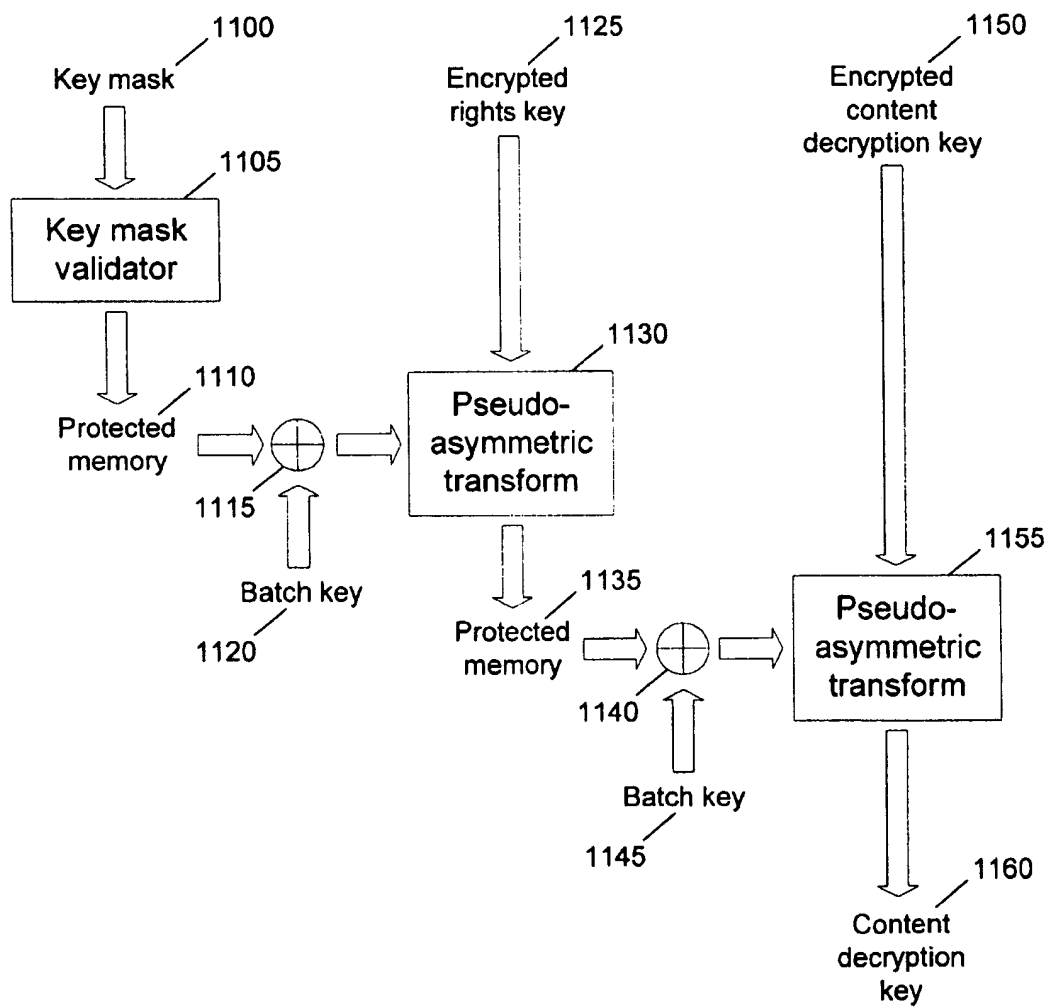 1100
Key mask
1105
Key mask
validator
1110
Protected
memory
1115
Batch key
1120
1125
Encrypted
rights key
1130
Pseudo-
asymmetric
transform
1135
Protected
memory
1140
Batch key
1145
1150
Encrypted
content
decryption key
1155
Pseudo-
asymmetric
transform
1160
Content
decryption
key